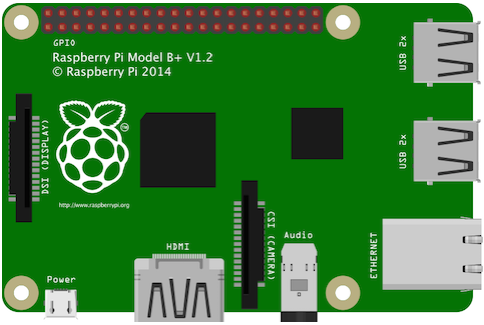 GPIO
Raspberry Pi Model B+ V1.2
© Raspberry Pi 2014
USB 2x
DSI (DISPLAY)
TM
USB 2x
http://www.raspberrypi.org
CSI (CAMERA)
Audio
HDMI
ETHERNET
Power